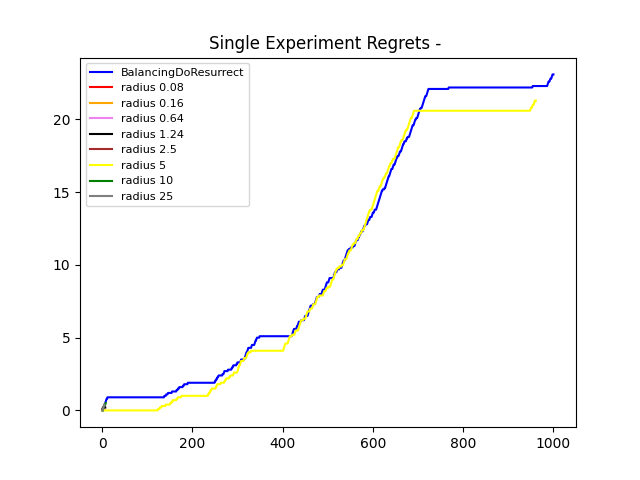 Single Experiment Regrets -
BalancingDoResurrect
radius 0.08
radius 0.16
radius 0.64
radius 1.24
radius 2.5
radius 5
radius 10
radius 25
20
15
10
5
0
0 200 400 600 800 1000